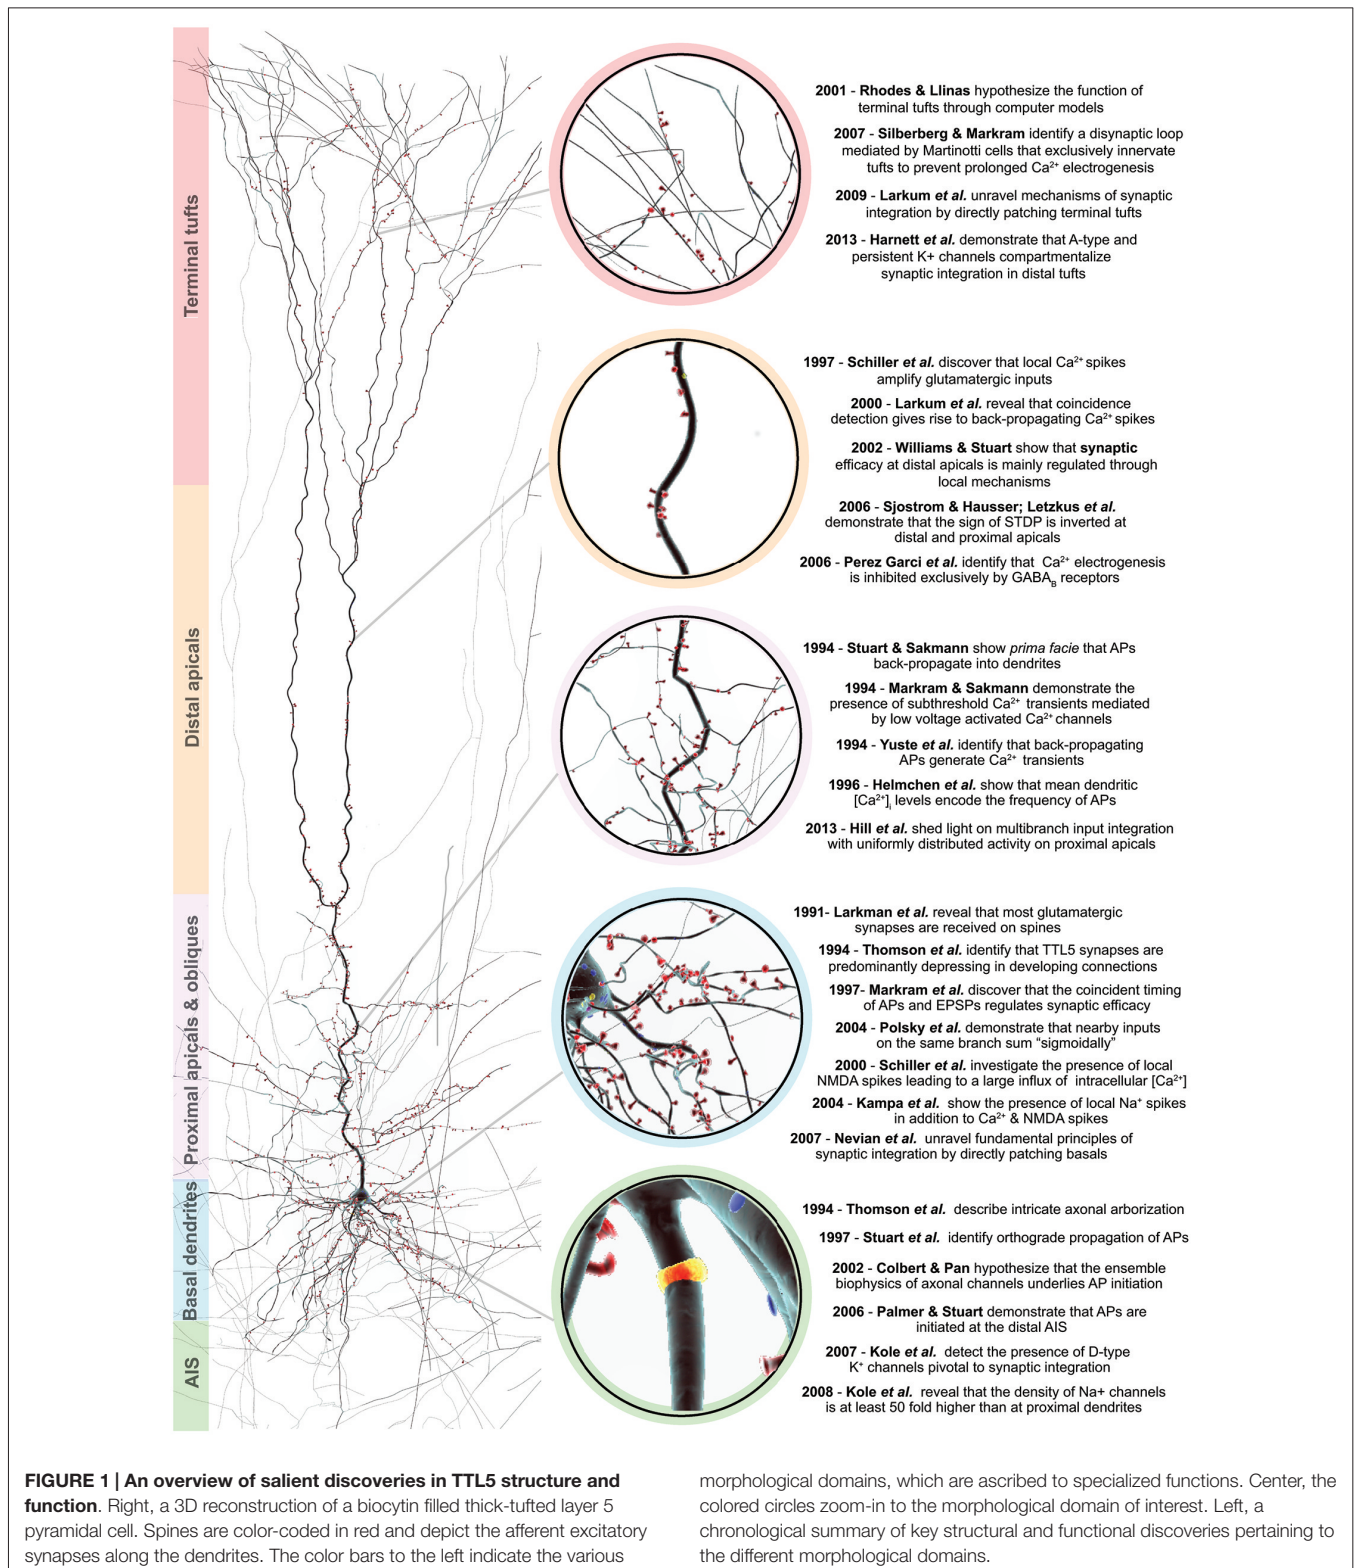 Terminal tufts
Distal apicals
Proximal apicals & obliques
Basal dendrites
AIS
2001 - Rhodes & Llinas hypothesize the function of
terminal tufts through computer models
2007 - Silberberg & Markram identify a disynaptic loop
mediated by Martinotti cells that exclusively innervate
tufts to prevent prolonged Ca²⁺ electrogenesis
2009 - Larkum et al. unravel mechanisms of synaptic
integration by directly patching terminal tufts
2013 - Harnett et al. demonstrate that A-type and
persistent K+ channels compartmentalize
synaptic integration in distal tufts
1997 - Schiller et al. discover that local Ca²⁺ spikes
amplify glutamatergic inputs
2000 - Larkum et al. reveal that coincidence
detection gives rise to back-propagating Ca²⁺ spikes
2002 - Williams & Stuart show that synaptic
efficacy at distal apicals is mainly regulated through
local mechanisms
2006 - Sjostrom & Hausser; Letzkus et al.
demonstrate that the sign of STDP is inverted at
distal and proximal apicals
2006 - Perez Garci et al. identify that Ca²⁺ electrogenesis
is inhibited exclusively by GABA_B receptors
1994 - Stuart & Sakmann show prima facie that APs
back-propagate into dendrites
1994 - Markram & Sakmann demonstrate the
presence of subthreshold Ca²⁺ transients mediated
by low voltage activated Ca²⁺ channels
1994 - Yuste et al. identify that back-propagating
APs generate Ca²⁺ transients
1996 - Helmchen et al. show that mean dendritic
[Ca²⁺]ᵢ levels encode the frequency of APs
2013 - Hill et al. shed light on multibranch input integration
with uniformly distributed activity on proximal apicals
1991- Larkman et al. reveal that most glutamatergic
synapses are received on spines
1994 - Thomson et al. identify that TTL5 synapses are
predominantly depressing in developing connections
1997- Markram et al. discover that the coincident timing
of APs and EPSPs regulates synaptic efficacy
2004 - Polsky et al. demonstrate that nearby inputs
on the same branch sum “sigmoidally”
2000 - Schiller et al. investigate the presence of local
NMDA spikes leading to a large influx of intracellular [Ca²⁺]
2004 - Kampa et al. show the presence of local Na⁺ spikes
in addition to Ca²⁺ & NMDA spikes
2007 - Nevian et al. unravel fundamental principles of
synaptic integration by directly patching basals
1994 - Thomson et al. describe intricate axonal arborization
1997 - Stuart et al. identify orthograde propagation of APs
2002 - Colbert & Pan hypothesize that the ensemble
biophysics of axonal channels underlies AP initiation
2006 - Palmer & Stuart demonstrate that APs are
initiated at the distal AIS
2007 - Kole et al. detect the presence of D-type
K⁺ channels pivotal to synaptic integration
2008 - Kole et al. reveal that the density of Na+ channels
is at least 50 fold higher than at proximal dendrites
FIGURE 1 | An overview of salient discoveries in TTL5 structure and
function. Right, a 3D reconstruction of a biocytin filled thick-tufted layer 5
pyramidal cell. Spines are color-coded in red and depict the afferent excitatory
synapses along the dendrites. The color bars to the left indicate the various
morphological domains, which are ascribed to specialized functions. Center, the
colored circles zoom-in to the morphological domain of interest. Left, a
chronological summary of key structural and functional discoveries pertaining to
the different morphological domains.